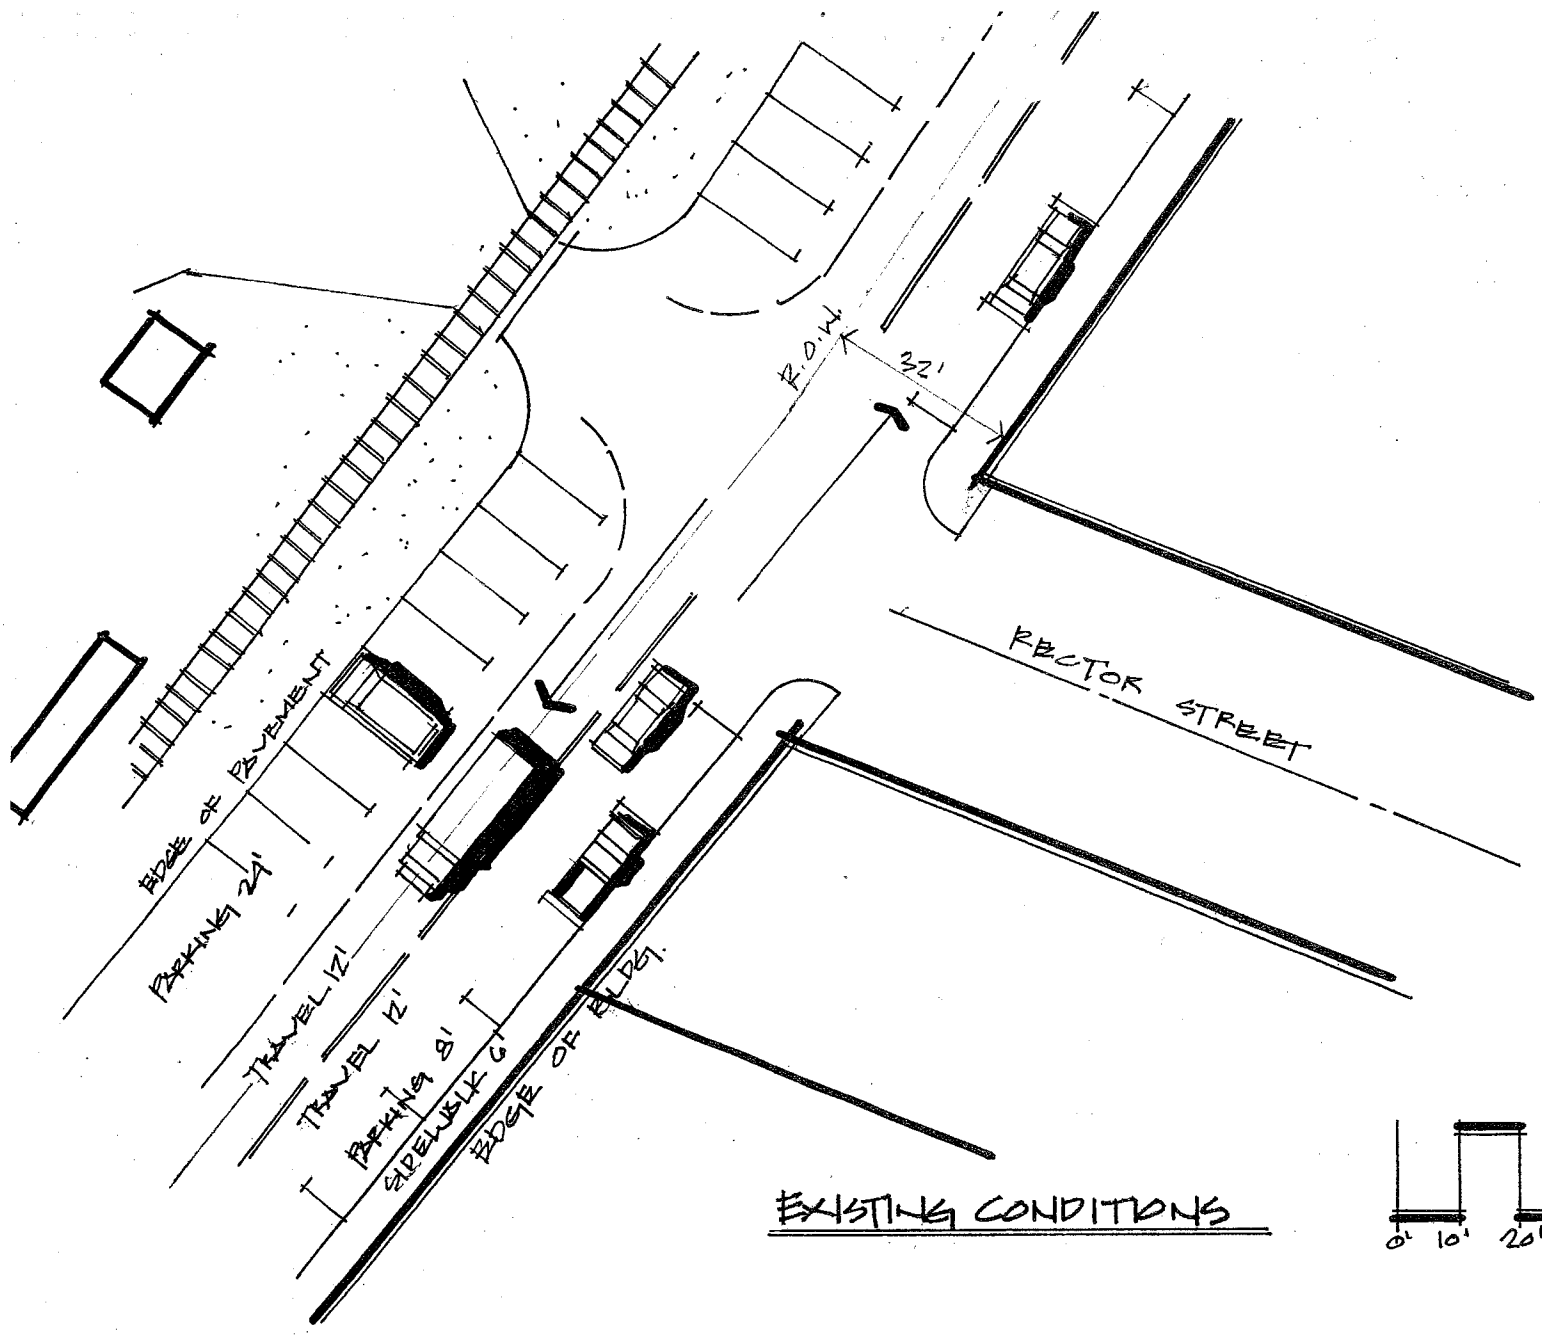 R.O.W.
32'
RECTOR STREET
EDGE OF PAVEMENT
PARKING 24'
TRAVEL 12'
TRAVEL 12'
PARKING 8'
SIDEWALK 6'
EDGE OF BLDG.
EXISTING CONDITIONS
0' 10' 20'